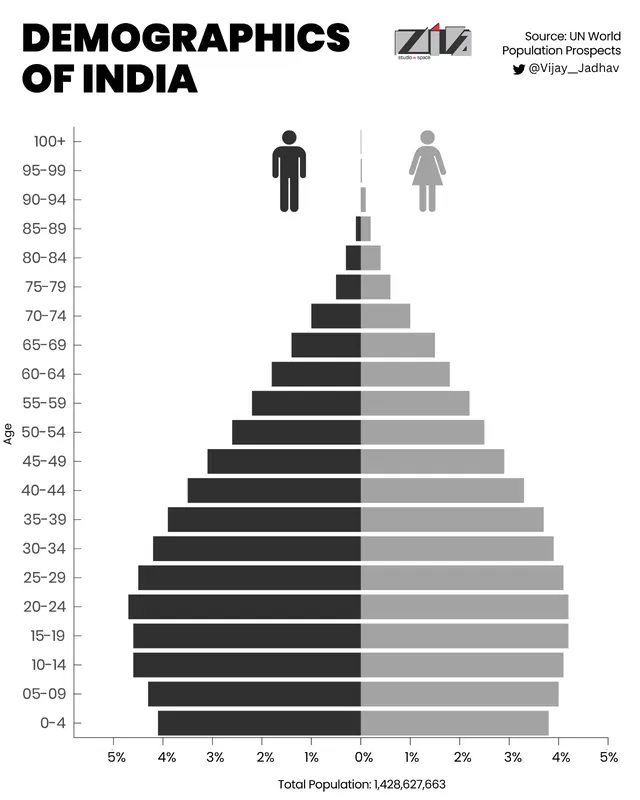 DEMOGRAPHICS
OF INDIA
ZiZA
studio = space
Source: UN World
Population Prospects
@Vijay__Jadhav
100+
95-99
90-94
85-89
80-84
75-79
70-74
65-69
60-64
55-59
50-54
45-49
40-44
35-39
30-34
25-29
20-24
15-19
10-14
05-09
0-4
Age
5% 4% 3% 2% 1% 0% 1% 2% 3% 4% 5%
Total Population: 1,428,627,663